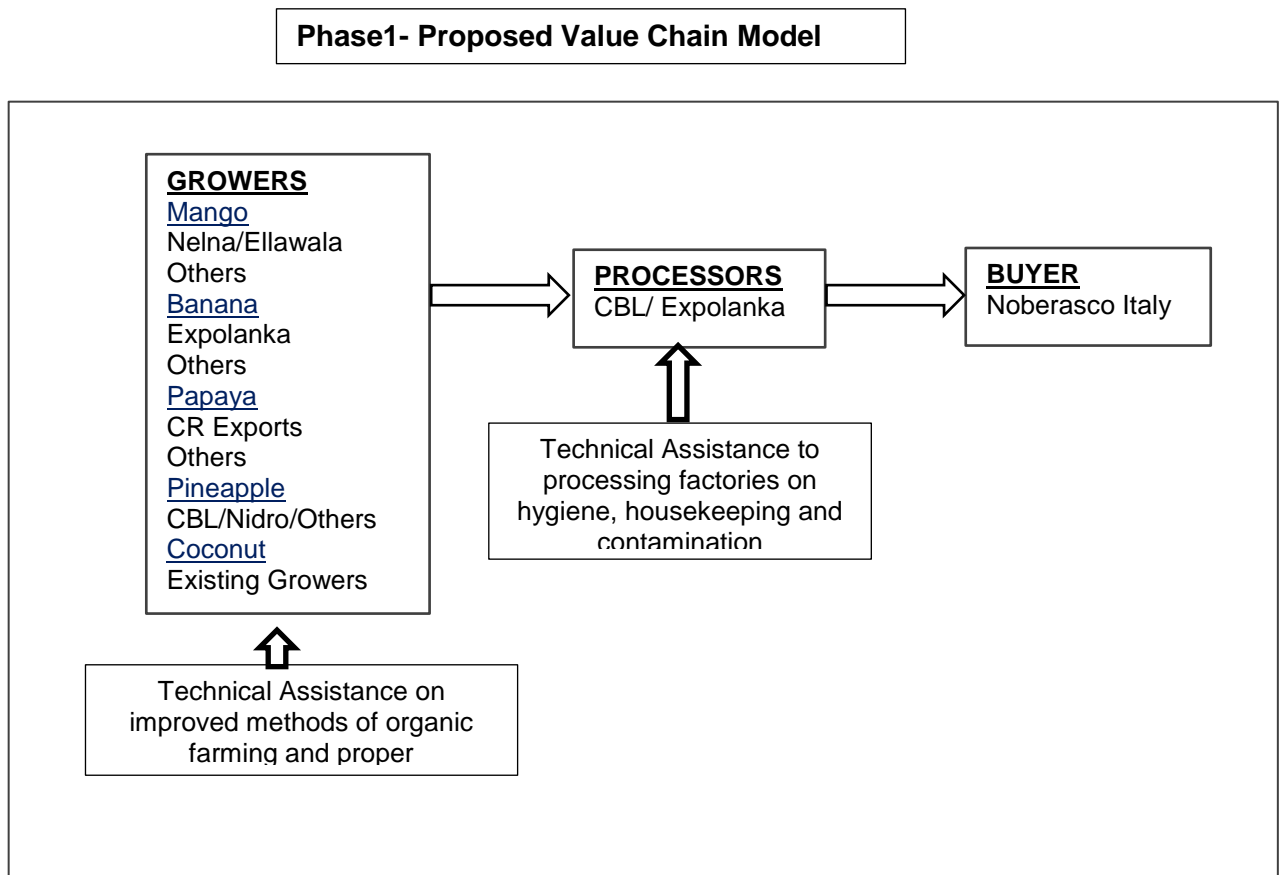 Phase1- Proposed Value Chain Model
GROWERS
Mango
Nelna/Ellawala
Others
Banana
Expolanka
Others
Papaya
CR Exports
Others
Pineapple
CBL/Nidro/Others
Coconut
Existing Growers
PROCESSORS
CBL/ Expolanka
BUYER
Noberasco Italy
Technical Assistance to
processing factories on
hygiene, housekeeping and
contamination
Technical Assistance on
improved methods of organic
farming and proper